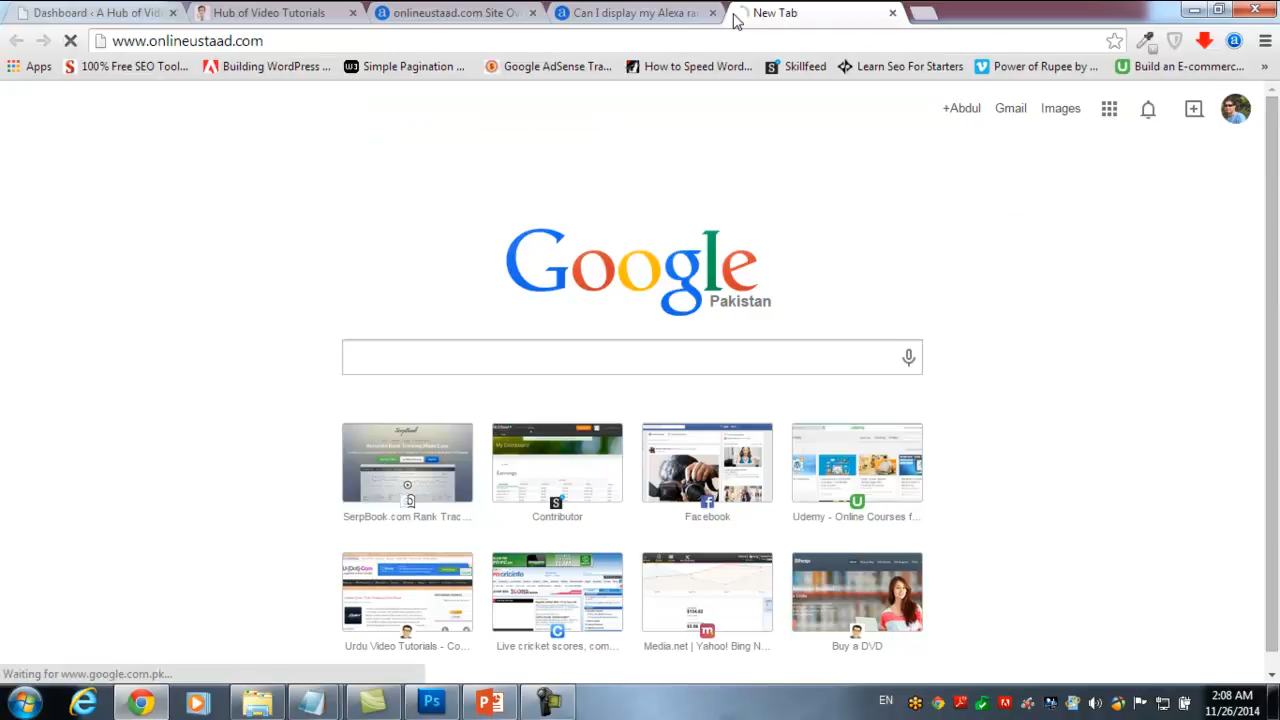 Dashboard ‹ A Hub of Vid
Hub of Video Tutorials
onlineustaad.com Site Ov
Can I display my Alexa ra
New Tab
www.onlineustaad.com
Apps
100% Free SEO Tool...
Building WordPress ...
Simple Pagination ...
Google AdSense Tra...
How to Speed Word...
Skillfeed
Learn Seo For Starters
Power of Rupee by ...
Build an E-commerc...
»
+Abdul
Gmail
Images
Google
Pakistan
SerpBook.com Rank Trac...
Contributor
Facebook
Udemy - Online Courses f...
Urdu Video Tutorials - Co...
Live cricket scores, com...
Media.net | Yahoo! Bing N...
Buy a DVD
Waiting for www.google.com.pk...
EN
2:08 AM
11/26/2014